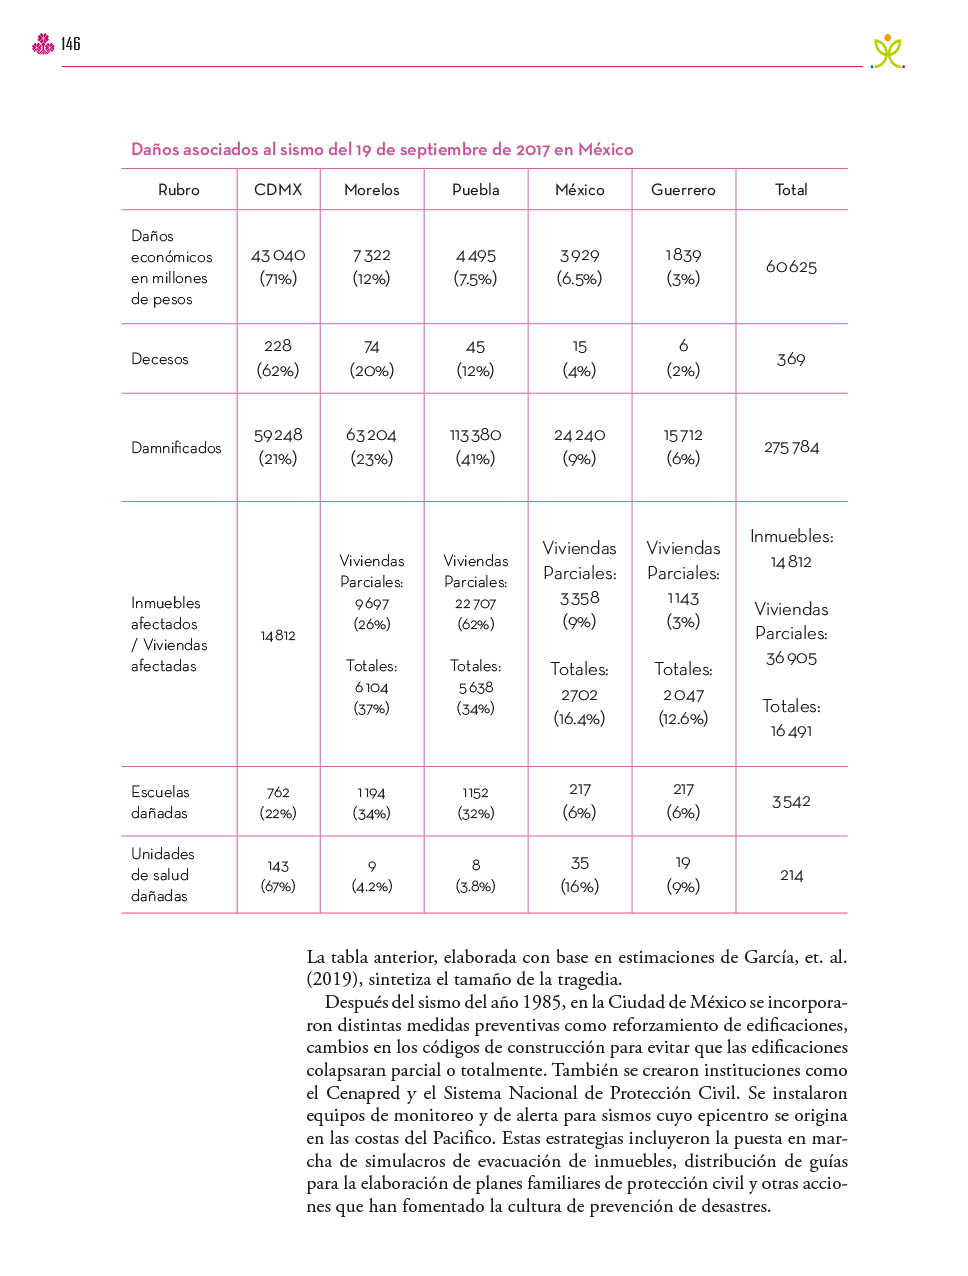 146
Daños asociados al sismo del 19 de septiembre de 2017 en México
Rubro CDMX Morelos Puebla México Guerrero Total
Daños
económicos
en millones
de pesos
43 040
(71%)
7 322
(12%)
4 495
(7.5%)
3 929
(6.5%)
1 839
(3%)
60 625
Decesos
228
(62%)
74
(20%)
45
(12%)
15
(4%)
6
(2%)
369
Damnificados
59 248
(21%)
63 204
(23%)
113 380
(41%)
24 240
(9%)
15 712
(6%)
275 784
Inmuebles
afectados
/ Viviendas
afectadas
14 812
Viviendas
Parciales:
9 697
(26%)
Totales:
6 104
(37%)
Viviendas
Parciales:
22 707
(62%)
Totales:
5 638
(34%)
Viviendas
Parciales:
3 358
(9%)
Totales:
2702
(16.4%)
Viviendas
Parciales:
1 143
(3%)
Totales:
2 047
(12.6%)
Inmuebles:
14 812
Viviendas
Parciales:
36 905
Totales:
16 491
Escuelas
dañadas
762
(22%)
1 194
(34%)
1 152
(32%)
217
(6%)
217
(6%)
3 542
Unidades
de salud
dañadas
143
(67%)
9
(4.2%)
8
(3.8%)
35
(16%)
19
(9%)
214
La tabla anterior, elaborada con base en estimaciones de García, et. al.
(2019), sintetiza el tamaño de la tragedia.
Después del sismo del año 1985, en la Ciudad de México se incorpora-
ron distintas medidas preventivas como reforzamiento de edificaciones,
cambios en los códigos de construcción para evitar que las edificaciones
colapsaran parcial o totalmente. También se crearon instituciones como
el Cenapred y el Sistema Nacional de Protección Civil. Se instalaron
equipos de monitoreo y de alerta para sismos cuyo epicentro se origina
en las costas del Pacifico. Estas estrategias incluyeron la puesta en mar-
cha de simulacros de evacuación de inmuebles, distribución de guías
para la elaboración de planes familiares de protección civil y otras accio-
nes que han fomentado la cultura de prevención de desastres.